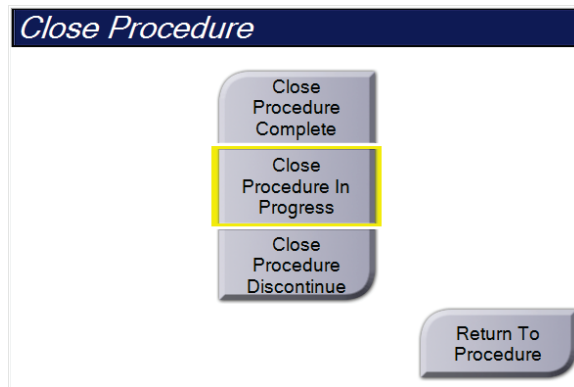 Close Procedure
Close
Procedure
Complete
Close
Procedure In
Progress
Close
Procedure
Discontinue
Return To
Procedure